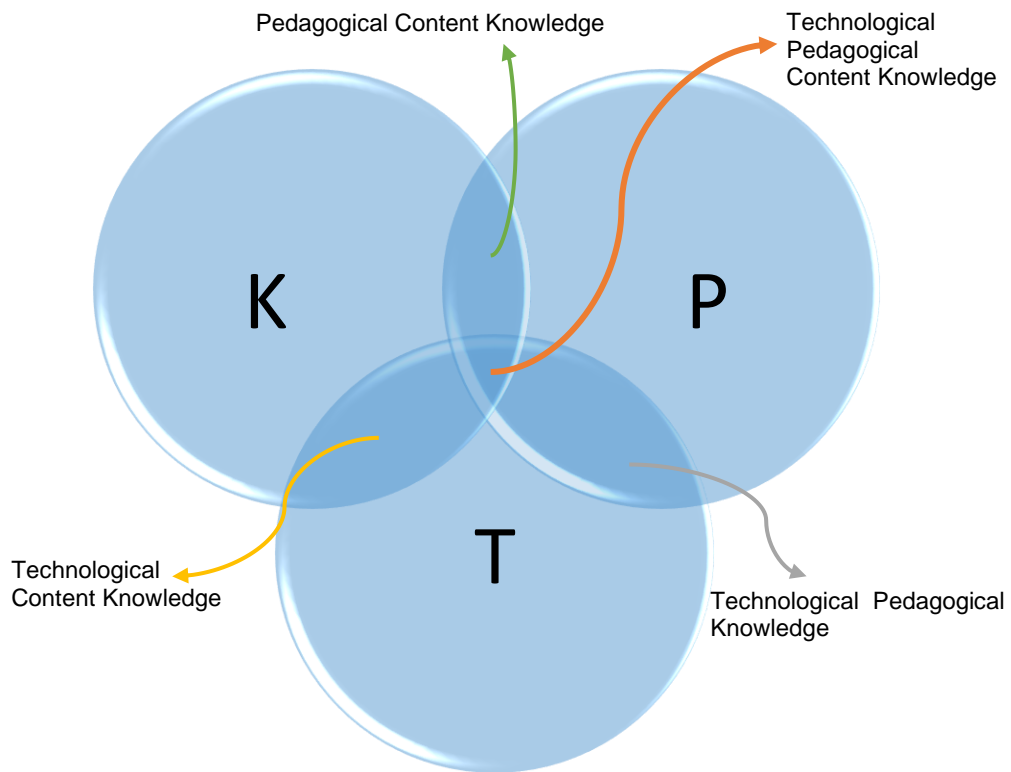 Pedagogical Content Knowledge
Technological
Pedagogical
Content Knowledge
K
P
T
Technological
Content Knowledge
Technological Pedagogical
Knowledge